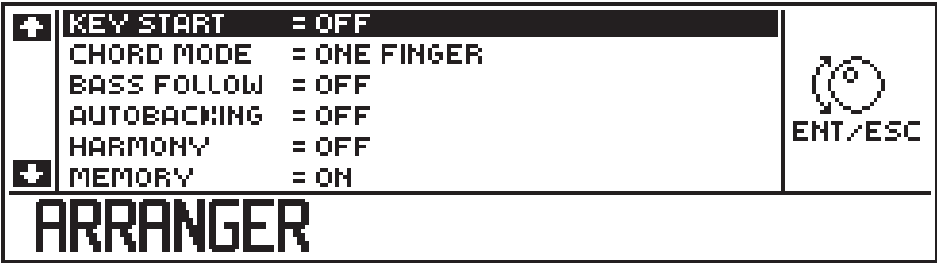 KEY START = OFF
CHORD MODE = ONE FINGER
BASS FOLLOW = OFF
AUTOBACKING = OFF
HARMONY = OFF
MEMORY = ON
ENT/ESC
ARRANGER